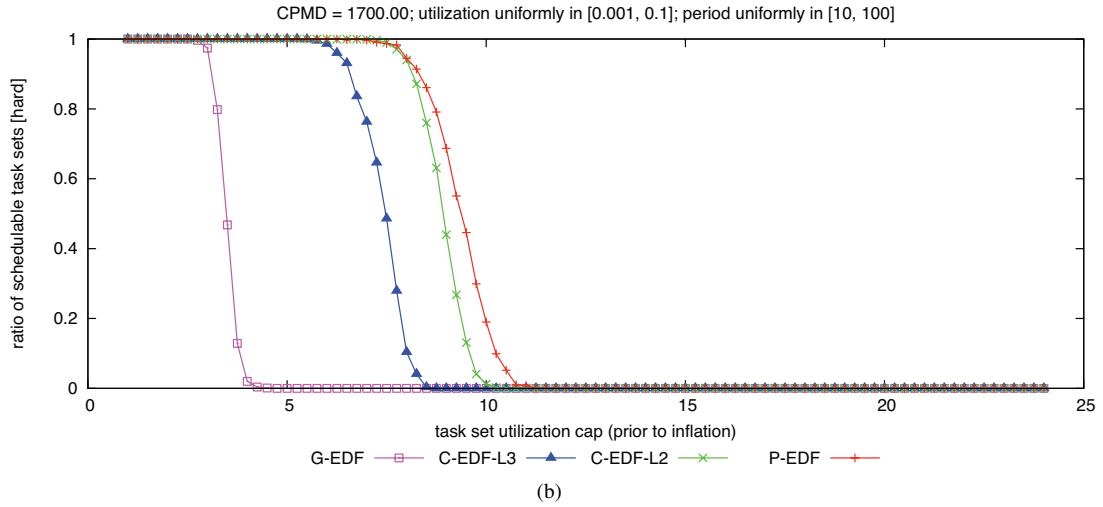 CPMD = 1700.00; utilization uniformly in [0.001, 0.1]; period uniformly in [10, 100]
ratio of schedulable task sets [hard]
1
0.8
0.6
0.4
0.2
0
0 5 10 15 20 25
task set utilization cap (prior to inflation)
G-EDF C-EDF-L3 C-EDF-L2 P-EDF
(b)